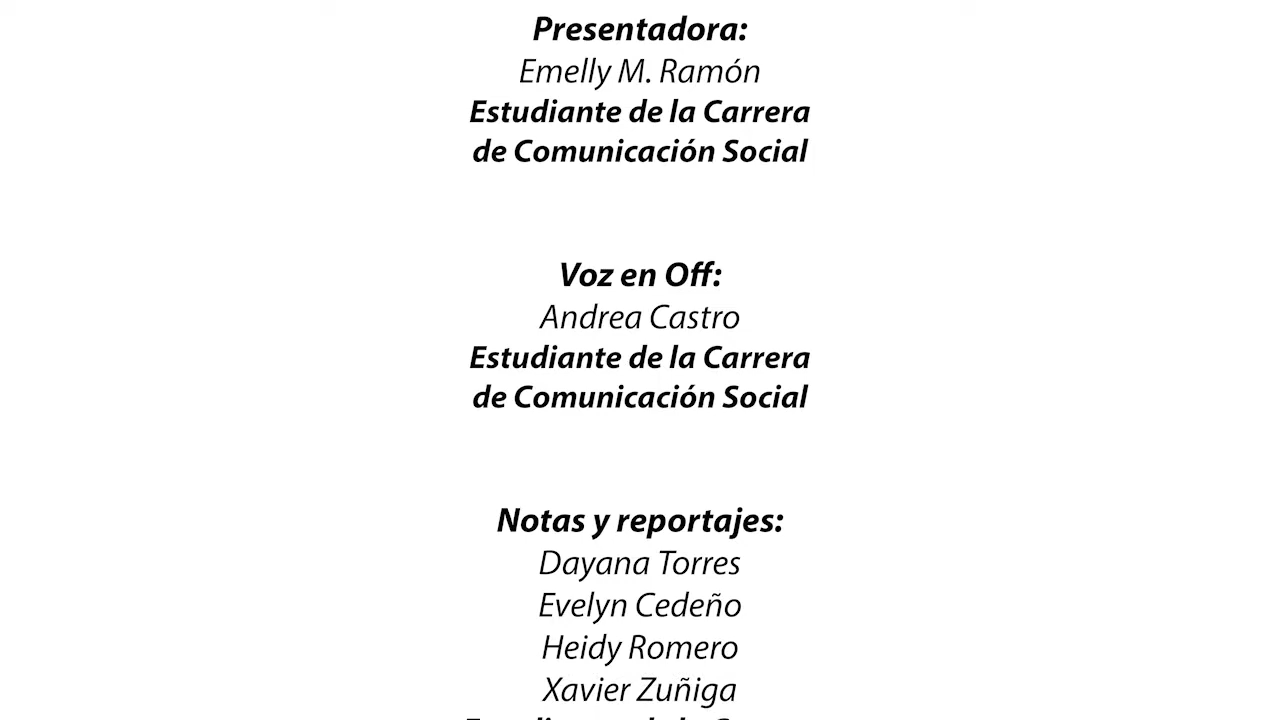 Presentadora:
Emelly M. Ramón
Estudiante de la Carrera
de Comunicación Social
Voz en Off:
Andrea Castro
Estudiante de la Carrera
de Comunicación Social
Notas y reportajes:
Dayana Torres
Evelyn Cedeño
Heidy Romero
Xavier Zuñiga